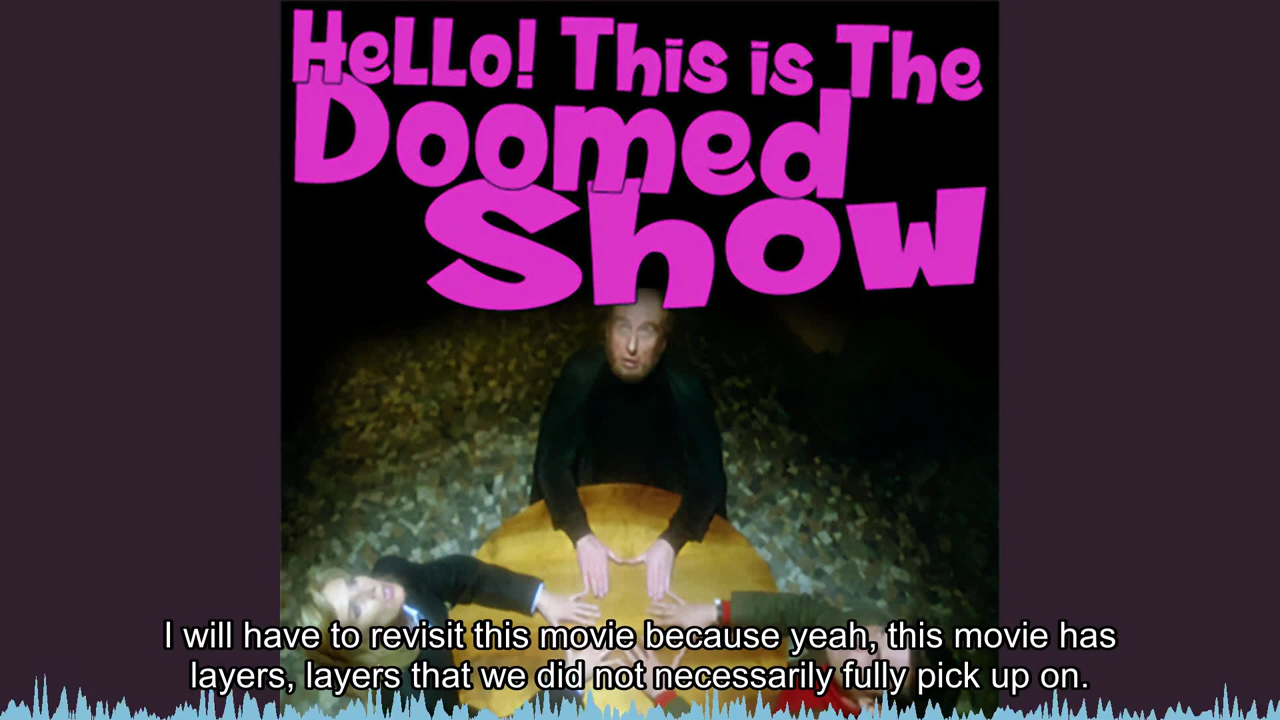 HeLLo! This is The
Doomed
Show
I will have to revisit this movie because yeah, this movie has
layers, layers that we did not necessarily fully pick up on.